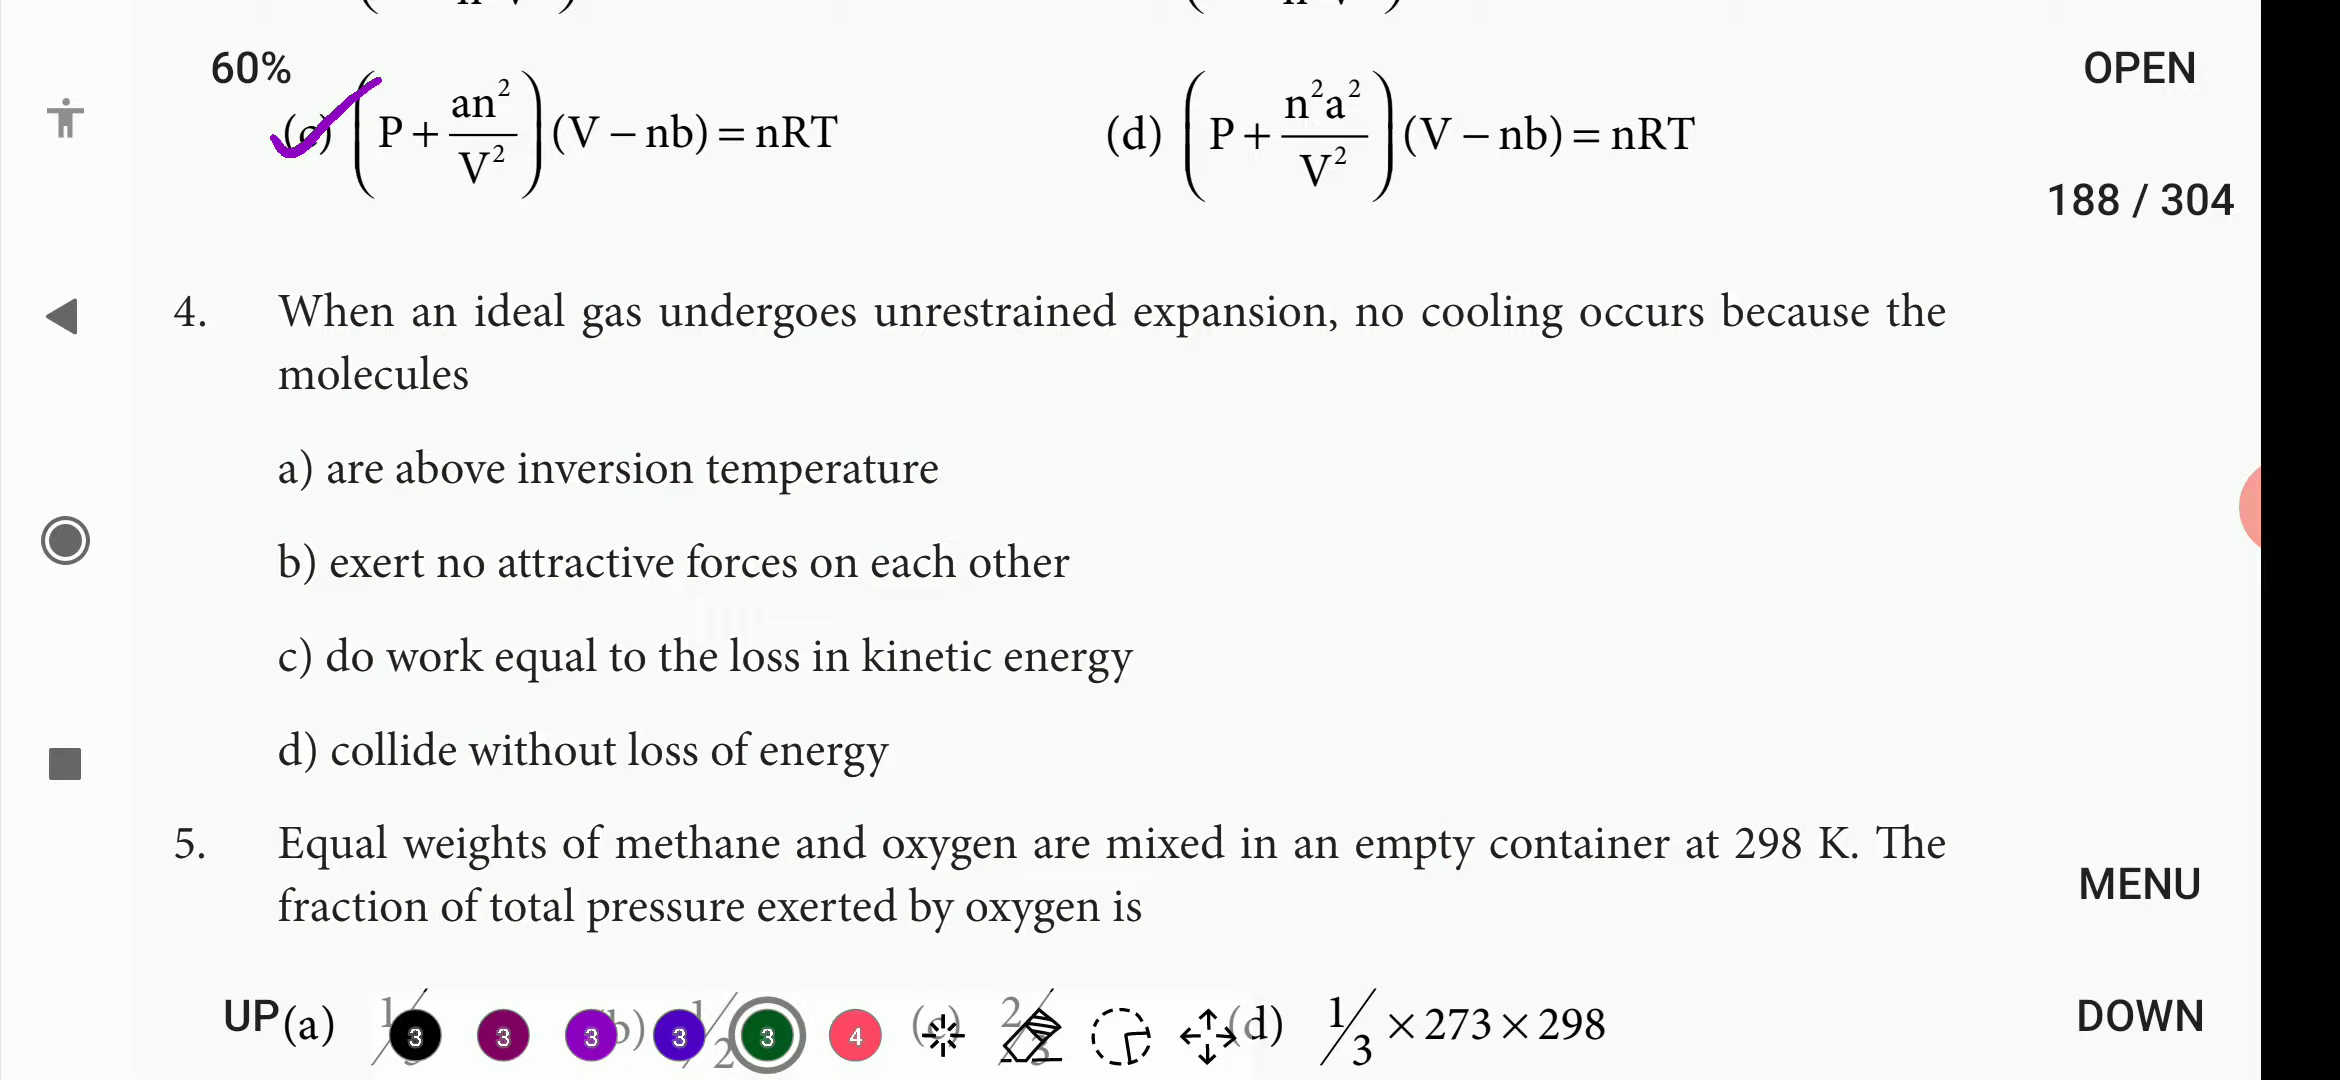 60%
OPEN
(c) (P + an²/V²)(V − nb) = nRT
(d) (P + n²a²/V²)(V − nb) = nRT
188 / 304
4. When an ideal gas undergoes unrestrained expansion, no cooling occurs because the
molecules
a) are above inversion temperature
b) exert no attractive forces on each other
c) do work equal to the loss in kinetic energy
d) collide without loss of energy
5. Equal weights of methane and oxygen are mixed in an empty container at 298 K. The
fraction of total pressure exerted by oxygen is
MENU
UP
(a) (b) 1/2 (c) 2/3 (d) 1/3 × 273 × 298
3 3 3 3 3 4
DOWN